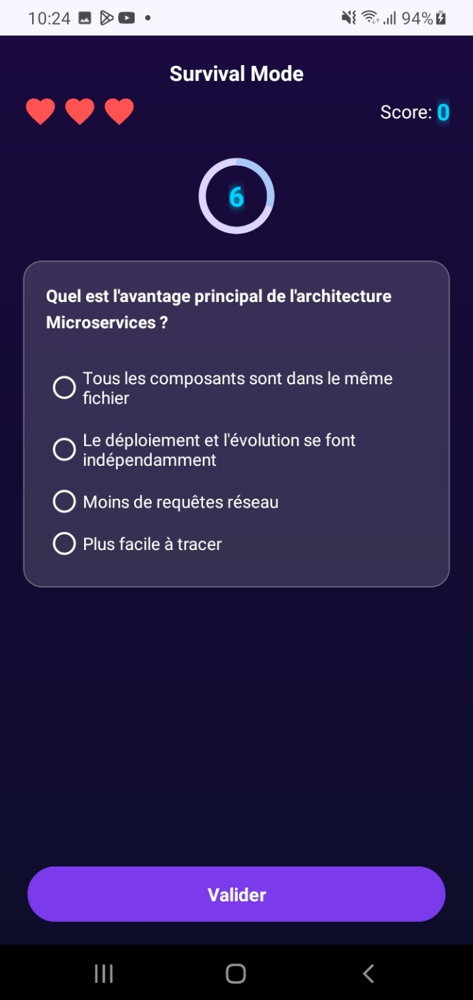 10:24
94%
Survival Mode
Score: 0
6
Quel est l'avantage principal de l'architecture
Microservices ?
Tous les composants sont dans le même
fichier
Le déploiement et l'évolution se font
indépendamment
Moins de requêtes réseau
Plus facile à tracer
Valider